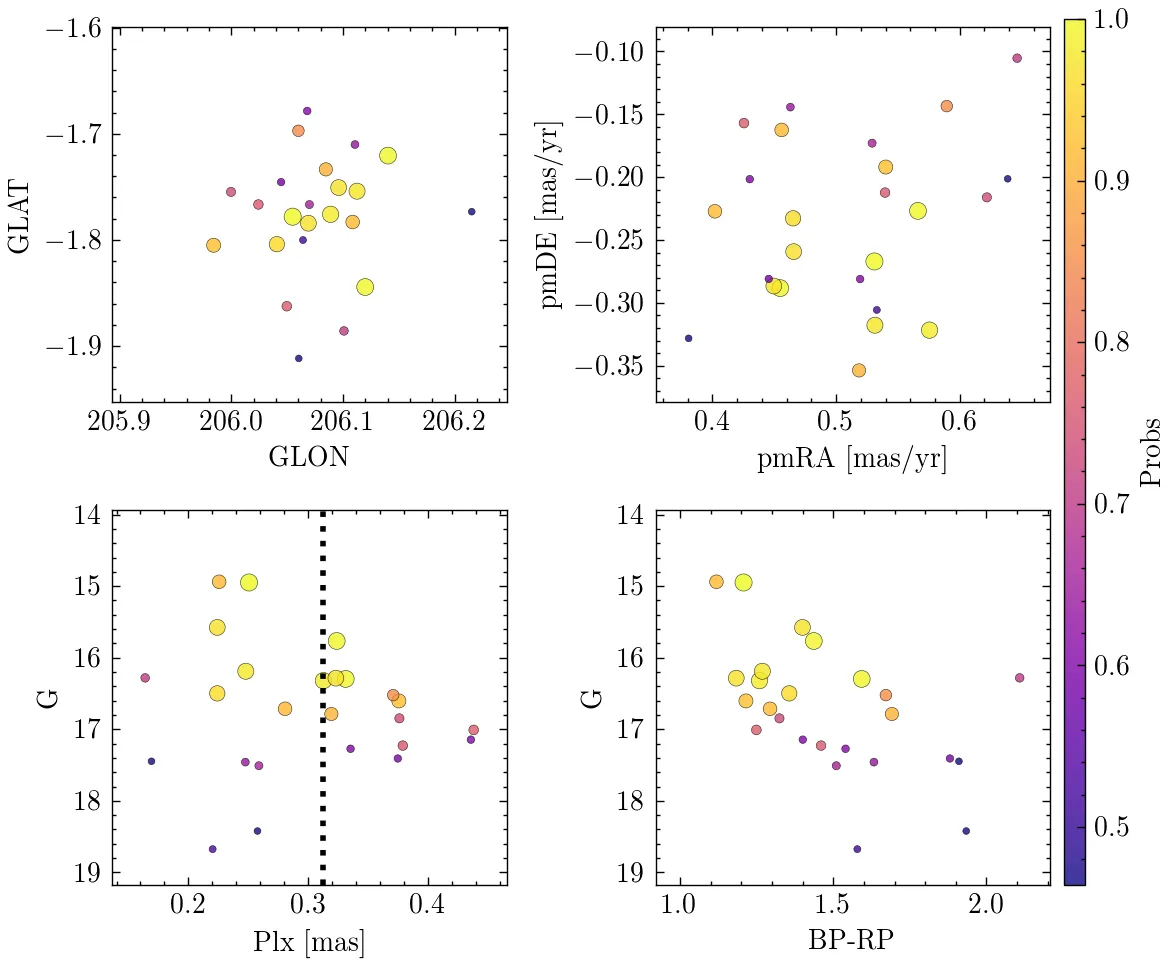 −1.6
−1.7
−1.8
−1.9
GLAT
205.9 206.0 206.1 206.2
GLON
−0.10
−0.15
−0.20
−0.25
−0.30
−0.35
pmDE [mas/yr]
0.4 0.5 0.6
pmRA [mas/yr]
14
15
16
17
18
19
G
0.2 0.3 0.4
Plx [mas]
14
15
16
17
18
19
G
1.0 1.5 2.0
BP-RP
1.0
0.9
0.8
0.7
0.6
0.5
Probs